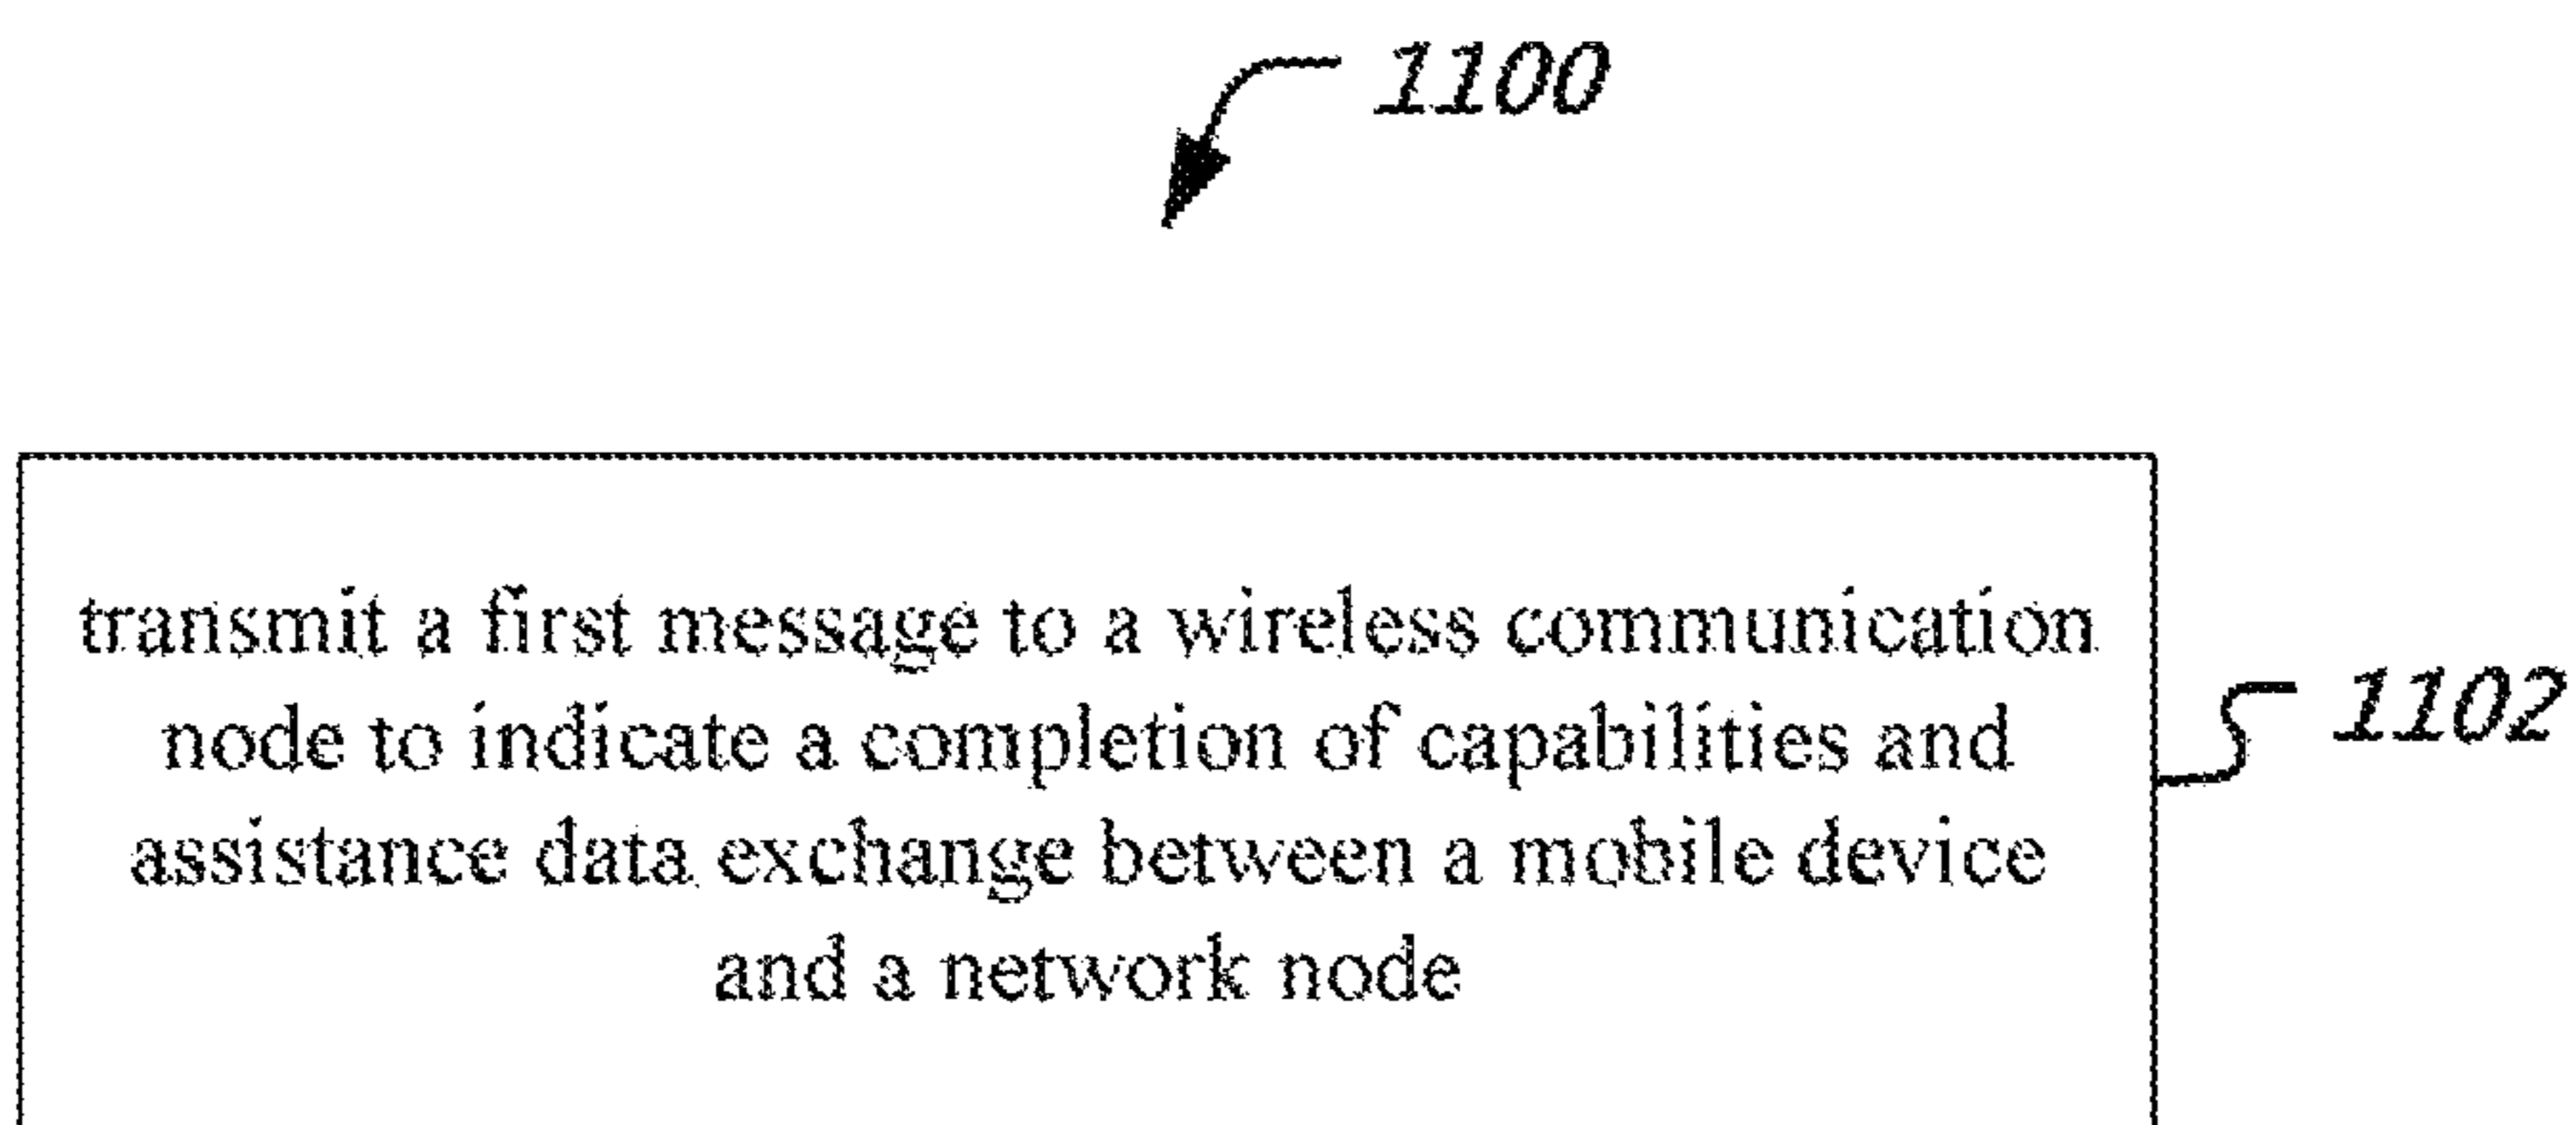 1100
transmit a first message to a wireless communication
node to indicate a completion of capabilities and
assistance data exchange between a mobile device
and a network node
1102